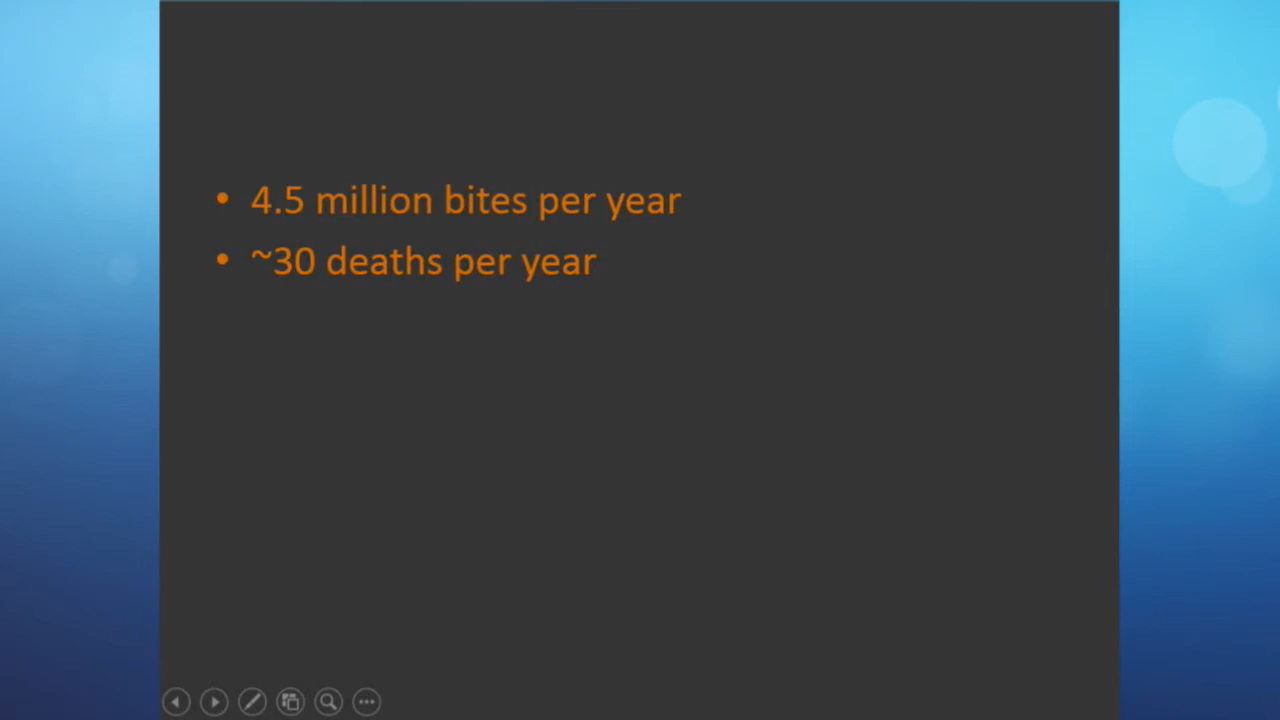 • 4.5 million bites per year
• ~30 deaths per year